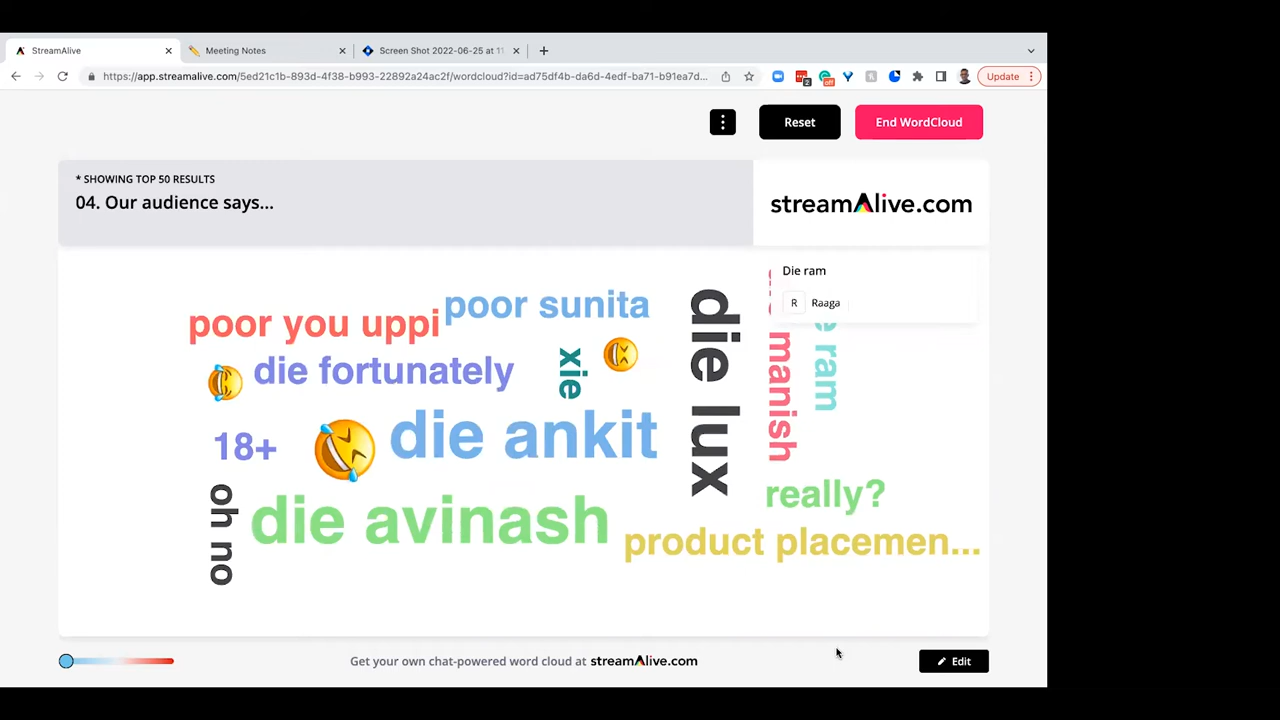 StreamAlive
Meeting Notes
Screen Shot 2022-06-25 at 11
https://app.streamalive.com/5ed21c1b-893d-4f38-b993-22892a24ac2f/wordcloud?id=ad75df4b-da6d-4edf-ba71-b91ea7d...
2
off
Update
Reset
End WordCloud
* SHOWING TOP 50 RESULTS
04. Our audience says...
streamAlive.com
Die ram
R Raaga
poor you uppi
poor sunita
die fortunately
xie
die lux
manish
ram
18+
die ankit
oh no
die avinash
really?
product placemen...
Get your own chat-powered word cloud at streamAlive.com
Edit